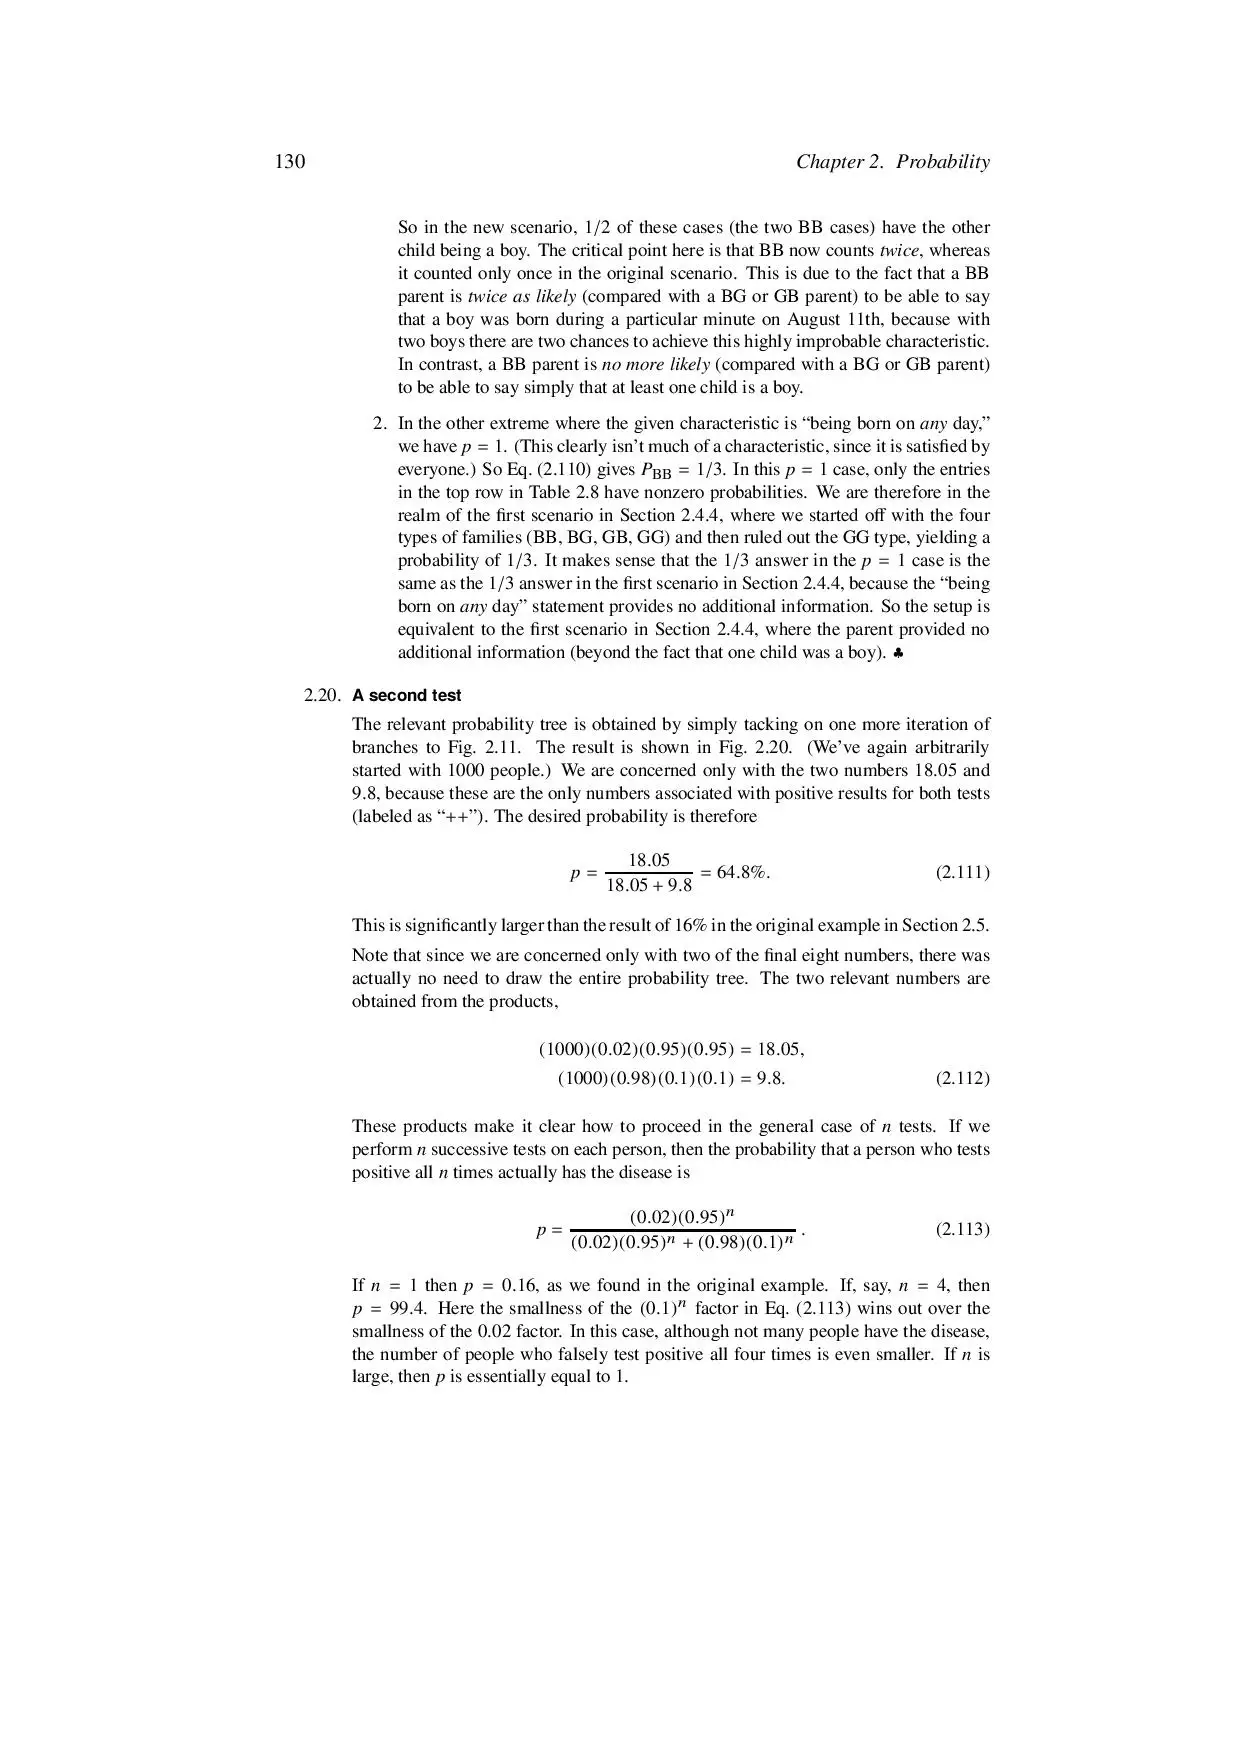 130 Chapter 2. Probability
So in the new scenario, 1/2 of these cases (the two BB cases) have the other
child being a boy. The critical point here is that BB now counts twice, whereas
it counted only once in the original scenario. This is due to the fact that a BB
parent is twice as likely (compared with a BG or GB parent) to be able to say
that a boy was born during a particular minute on August 11th, because with
two boys there are two chances to achieve this highly improbable characteristic.
In contrast, a BB parent is no more likely (compared with a BG or GB parent)
to be able to say simply that at least one child is a boy.
2. In the other extreme where the given characteristic is “being born on any day,”
we have p = 1. (This clearly isn’t much of a characteristic, since it is satisfied by
everyone.) So Eq. (2.110) gives P_BB = 1/3. In this p = 1 case, only the entries
in the top row in Table 2.8 have nonzero probabilities. We are therefore in the
realm of the first scenario in Section 2.4.4, where we started off with the four
types of families (BB, BG, GB, GG) and then ruled out the GG type, yielding a
probability of 1/3. It makes sense that the 1/3 answer in the p = 1 case is the
same as the 1/3 answer in the first scenario in Section 2.4.4, because the “being
born on any day” statement provides no additional information. So the setup is
equivalent to the first scenario in Section 2.4.4, where the parent provided no
additional information (beyond the fact that one child was a boy). ♣
2.20. A second test
The relevant probability tree is obtained by simply tacking on one more iteration of
branches to Fig. 2.11. The result is shown in Fig. 2.20. (We’ve again arbitrarily
started with 1000 people.) We are concerned only with the two numbers 18.05 and
9.8, because these are the only numbers associated with positive results for both tests
(labeled as “++”). The desired probability is therefore
p = 18.05 / (18.05 + 9.8) = 64.8%. (2.111)
This is significantly larger than the result of 16% in the original example in Section 2.5.
Note that since we are concerned only with two of the final eight numbers, there was
actually no need to draw the entire probability tree. The two relevant numbers are
obtained from the products,
(1000)(0.02)(0.95)(0.95) = 18.05,
(1000)(0.98)(0.1)(0.1) = 9.8. (2.112)
These products make it clear how to proceed in the general case of n tests. If we
perform n successive tests on each person, then the probability that a person who tests
positive all n times actually has the disease is
p = (0.02)(0.95)^n / ((0.02)(0.95)^n + (0.98)(0.1)^n) . (2.113)
If n = 1 then p = 0.16, as we found in the original example. If, say, n = 4, then
p = 99.4. Here the smallness of the (0.1)^n factor in Eq. (2.113) wins out over the
smallness of the 0.02 factor. In this case, although not many people have the disease,
the number of people who falsely test positive all four times is even smaller. If n is
large, then p is essentially equal to 1.